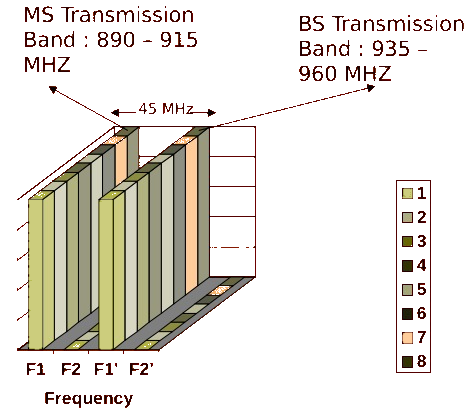 MS Transmission
Band : 890 – 915
MHZ
BS Transmission
Band : 935 –
960 MHZ
45 MHz
1
2
3
4
5
6
7
8
F1 F2 F1' F2'
Frequency